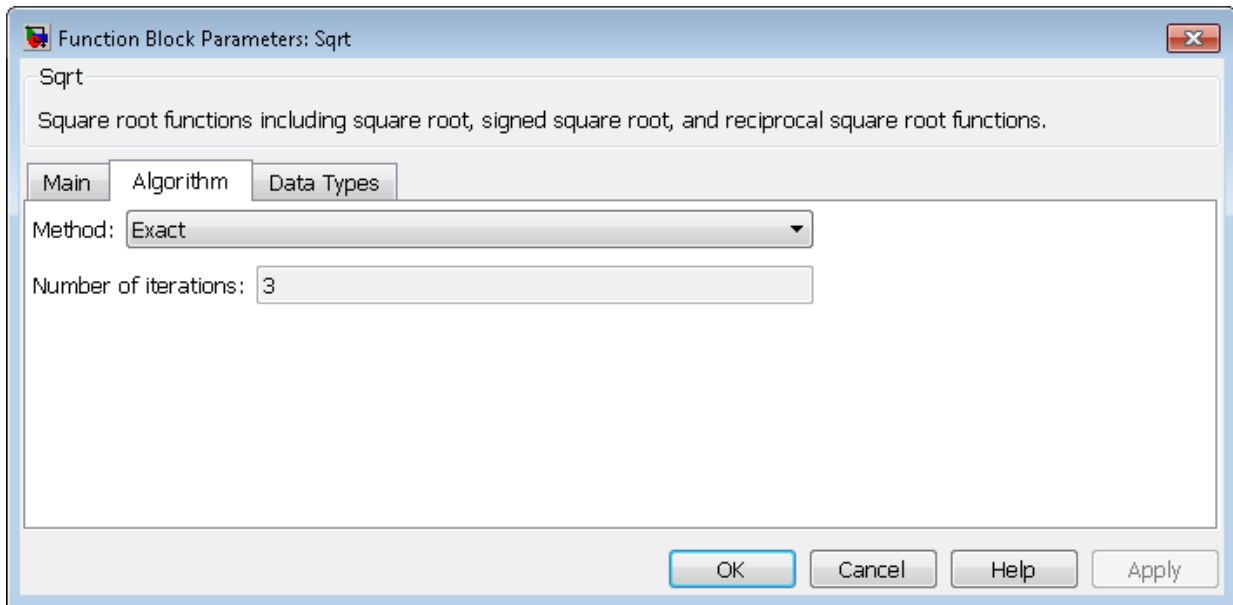 Function Block Parameters: Sqrt
Sqrt
Square root functions including square root, signed square root, and reciprocal square root functions.
Main Algorithm Data Types
Method: Exact
Number of iterations: 3
OK Cancel Help Apply